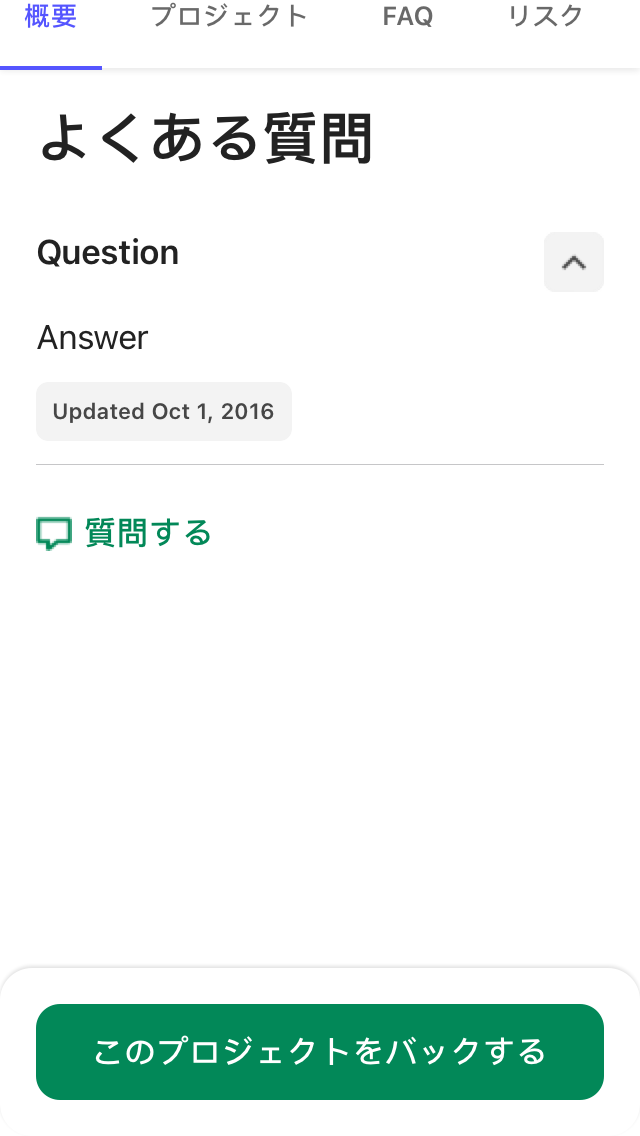 概要 プロジェクト FAQ リスク
よくある質問
Question
Answer
Updated Oct 1, 2016
質問する
このプロジェクトをバックする